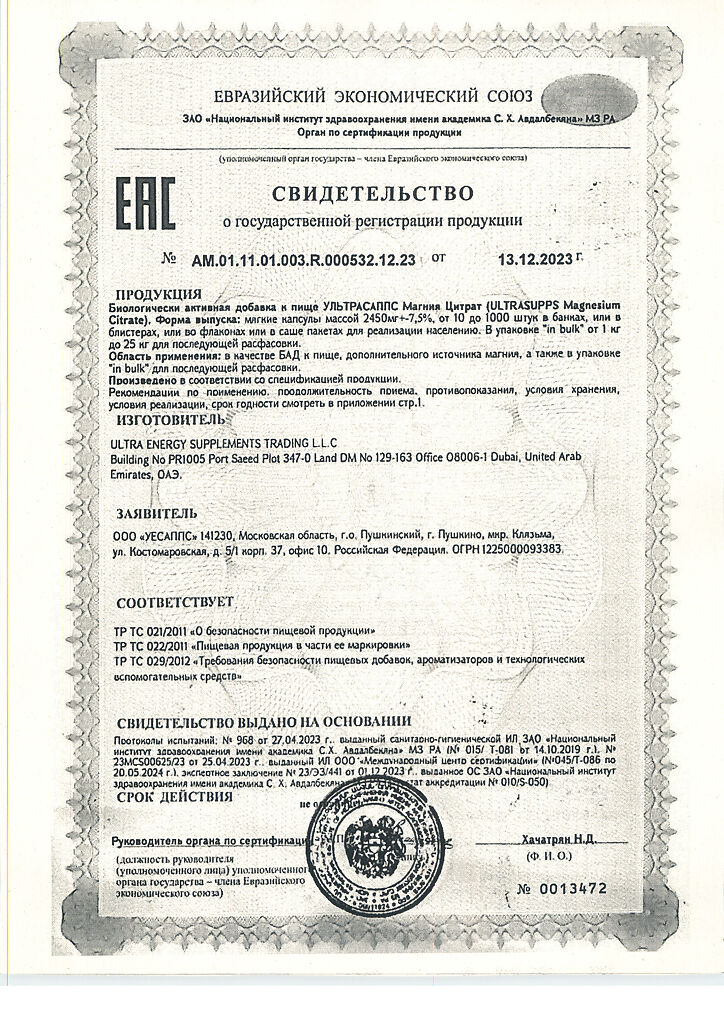 ЕВРАЗИЙСКИЙ ЭКОНОМИЧЕСКИЙ СОЮЗ
ЗАО «Национальный институт здравоохранения имени академика С. Х. Авдалбекяна» МЗ РА
Орган по сертификации продукции
(уполномоченный орган государства – члена Евразийского экономического союза)
EAC
СВИДЕТЕЛЬСТВО
о государственной регистрации продукции
№ AM.01.11.01.003.R.000532.12.23 от 13.12.2023 г.
ПРОДУКЦИЯ
Биологически активная добавка к пище УЛЬТРАСАППС Магния Цитрат (ULTRASUPPS Magnesium
Citrate). Форма выпуска: мягкие капсулы массой 2450мг+-7,5%, от 10 до 1000 штук в банках, или в
блистерах, или во флаконах или в саше пакетах для реализации населению. В упаковке "in bulk" от 1 кг
до 25 кг для последующей расфасовки.
Область применения: в качестве БАД к пище, дополнительного источника магния, а также в упаковке
"in bulk" для последующей расфасовки.
Произведено в соответствии со спецификацией продукции.
Рекомендации по применению, продолжительность приема, противопоказания, условия хранения,
условия реализации, срок годности смотреть в приложении стр.1.
ИЗГОТОВИТЕЛЬ
ULTRA ENERGY SUPPLEMENTS TRADING L.L.C
Building No PR1005 Port Saeed Plot 347-0 Land DM No 129-163 Office O8006-1 Dubai, United Arab
Emirates, ОАЭ.
ЗАЯВИТЕЛЬ
ООО «УЕСАППС» 141230, Московская область, г.о. Пушкинский, г. Пушкино, мкр. Клязьма,
ул. Костомаровская, д. 5/1 корп. 37, офис 10. Российская Федерация. ОГРН 1225000093383.
СООТВЕТСТВУЕТ
ТР ТС 021/2011 «О безопасности пищевой продукции»
ТР ТС 022/2011 «Пищевая продукция в части ее маркировки»
ТР ТС 029/2012 «Требования безопасности пищевых добавок, ароматизаторов и технологических
вспомогательных средств»
СВИДЕТЕЛЬСТВО ВЫДАНО НА ОСНОВАНИИ
Протоколы испытаний: № 968 от 27.04.2023 г., выданный санитарно-гигиенической ИЛ ЗАО «Национальный
институт здравоохранения имени академика С.Х. Авдалбекяна» МЗ РА (№ 015/ Т-081 от 14.10.2019 г.), №
23MCS00625/23 от 25.04.2023 г., выданный ИЛ ООО «Международный центр сертификации» (№045/Т-086 по
20.05.2024 г.), экспертное заключение № 23/ЭЗ/441 от 01.12.2023 г., выданное ОС ЗАО «Национальный институт
здравоохранения имени академика С. Х. Авдалбекяна аккредитации № 010/S-050)
СРОК ДЕЙСТВИЯ
не
Руководитель органа по сертификаци Хачатрян Н.Д.
(должность руководителя (Ф. И. О.)
(уполномоченного лица) уполномоченного
органа государства – члена Евразийского
экономического союза) № 0013472